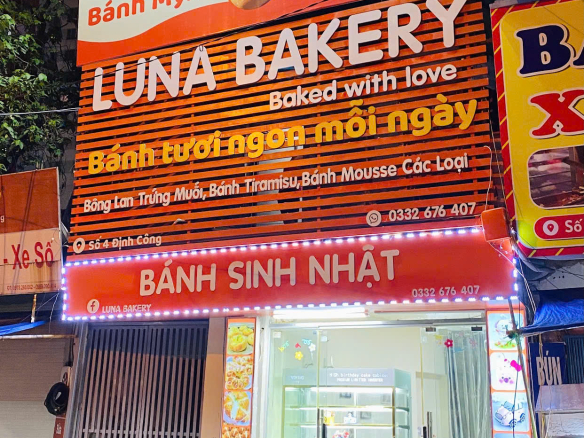 Bánh Mỳ
LUNA BAKERY
Baked with love
Bánh tươi ngon mỗi ngày
Bông Lan Trứng Muối, Bánh Tiramisu, Bánh Mousse Các Loại
0332 676 407
Số 4 Định Công
BÁNH SINH NHẬT
LUNA BAKERY
0332 676 407
- Xe Số
BÁ
X
Số
BÚN